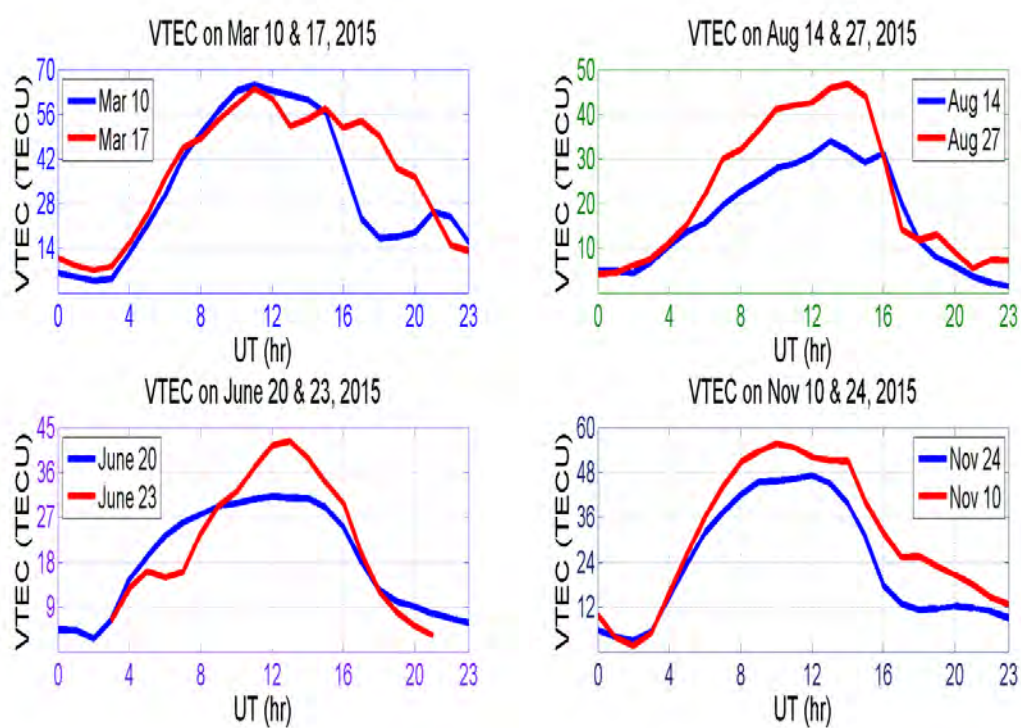 VTEC on Mar 10 & 17, 2015
VTEC (TECU)
70
56
42
28
14
Mar 10
Mar 17
0 4 8 12 16 20 23
UT (hr)
VTEC on Aug 14 & 27, 2015
VTEC (TECU)
50
40
30
20
10
Aug 14
Aug 27
0 4 8 12 16 20 23
UT (hr)
VTEC on June 20 & 23, 2015
VTEC (TECU)
45
36
27
18
9
June 20
June 23
0 4 8 12 16 20 23
UT (hr)
VTEC on Nov 10 & 24, 2015
VTEC (TECU)
60
48
36
24
12
Nov 24
Nov 10
0 4 8 12 16 20 23
UT (hr)